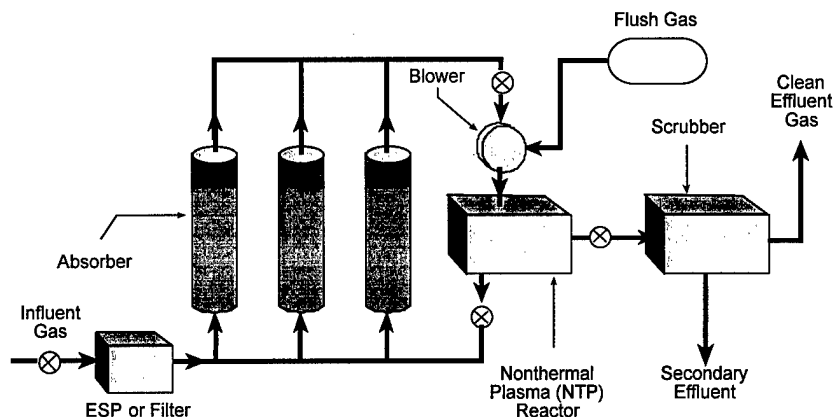 Flush Gas
Blower
Clean
Effluent
Gas
Scrubber
Absorber
Influent
Gas
ESP or Filter
Nonthermal
Plasma (NTP)
Reactor
Secondary
Effluent